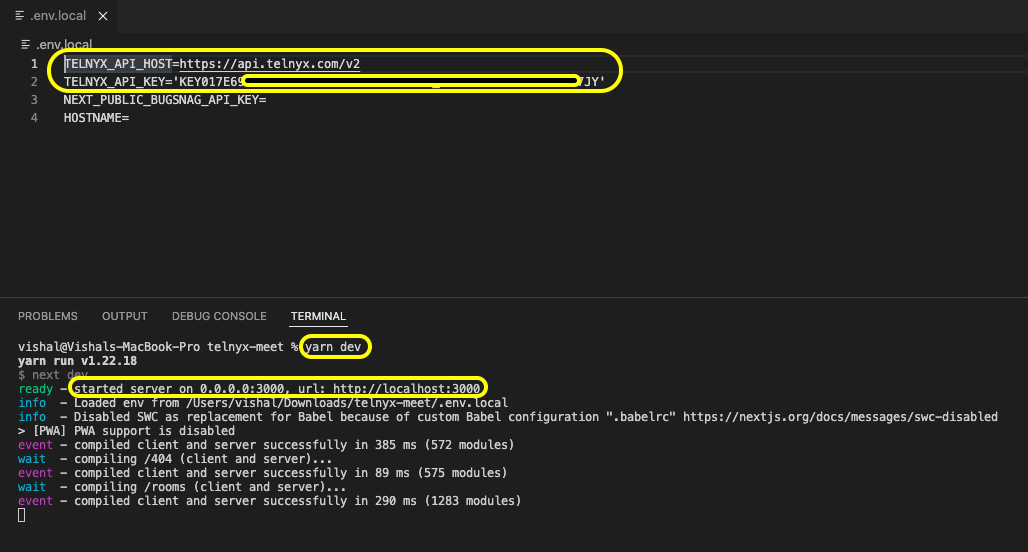 .env.local ×
.env.local
1 TELNYX_API_HOST=https://api.telnyx.com/v2
2 TELNYX_API_KEY='KEY017E69 7JY'
3 NEXT_PUBLIC_BUGSNAG_API_KEY=
4 HOSTNAME=
PROBLEMS OUTPUT DEBUG CONSOLE TERMINAL
vishal@Vishals-MacBook-Pro telnyx-meet % yarn dev
yarn run v1.22.18
$ next dev
ready - started server on 0.0.0.0:3000, url: http://localhost:3000
info - Loaded env from /Users/vishal/Downloads/telnyx-meet/.env.local
info - Disabled SWC as replacement for Babel because of custom Babel configuration ".babelrc" https://nextjs.org/docs/messages/swc-disabled
> [PWA] PWA support is disabled
event - compiled client and server successfully in 385 ms (572 modules)
wait - compiling /404 (client and server)...
event - compiled client and server successfully in 89 ms (575 modules)
wait - compiling /rooms (client and server)...
event - compiled client and server successfully in 290 ms (1283 modules)